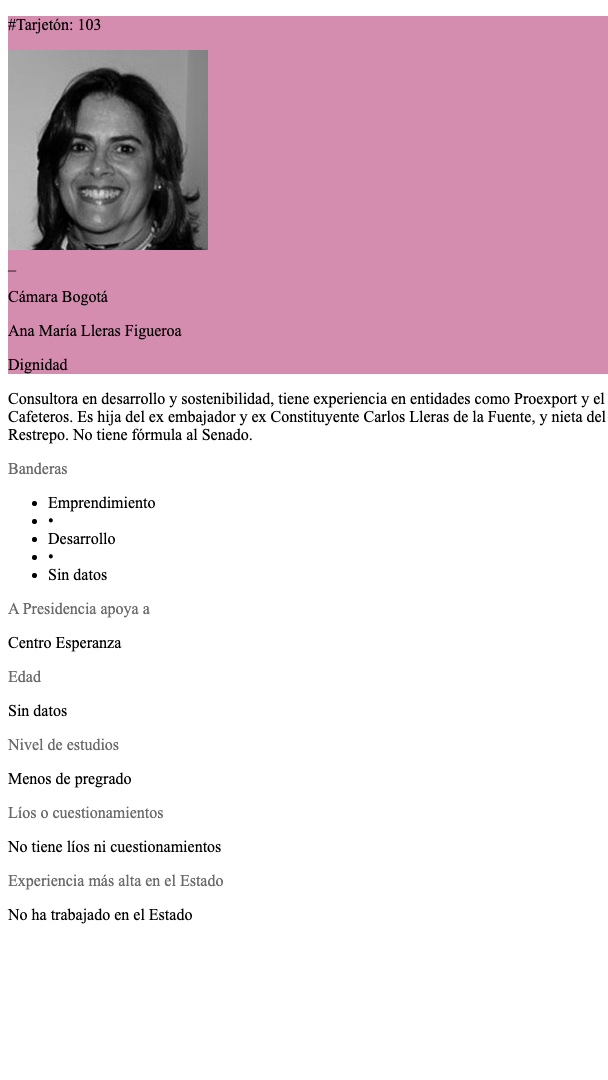 #Tarjetón: 103
_
Cámara Bogotá
Ana María Lleras Figueroa
Dignidad
Consultora en desarrollo y sostenibilidad, tiene experiencia en entidades como Proexport y el
Cafeteros. Es hija del ex embajador y ex Constituyente Carlos Lleras de la Fuente, y nieta del
Restrepo. No tiene fórmula al Senado.
Banderas
• Emprendimiento
• •
• Desarrollo
• •
• Sin datos
A Presidencia apoya a
Centro Esperanza
Edad
Sin datos
Nivel de estudios
Menos de pregrado
Líos o cuestionamientos
No tiene líos ni cuestionamientos
Experiencia más alta en el Estado
No ha trabajado en el Estado